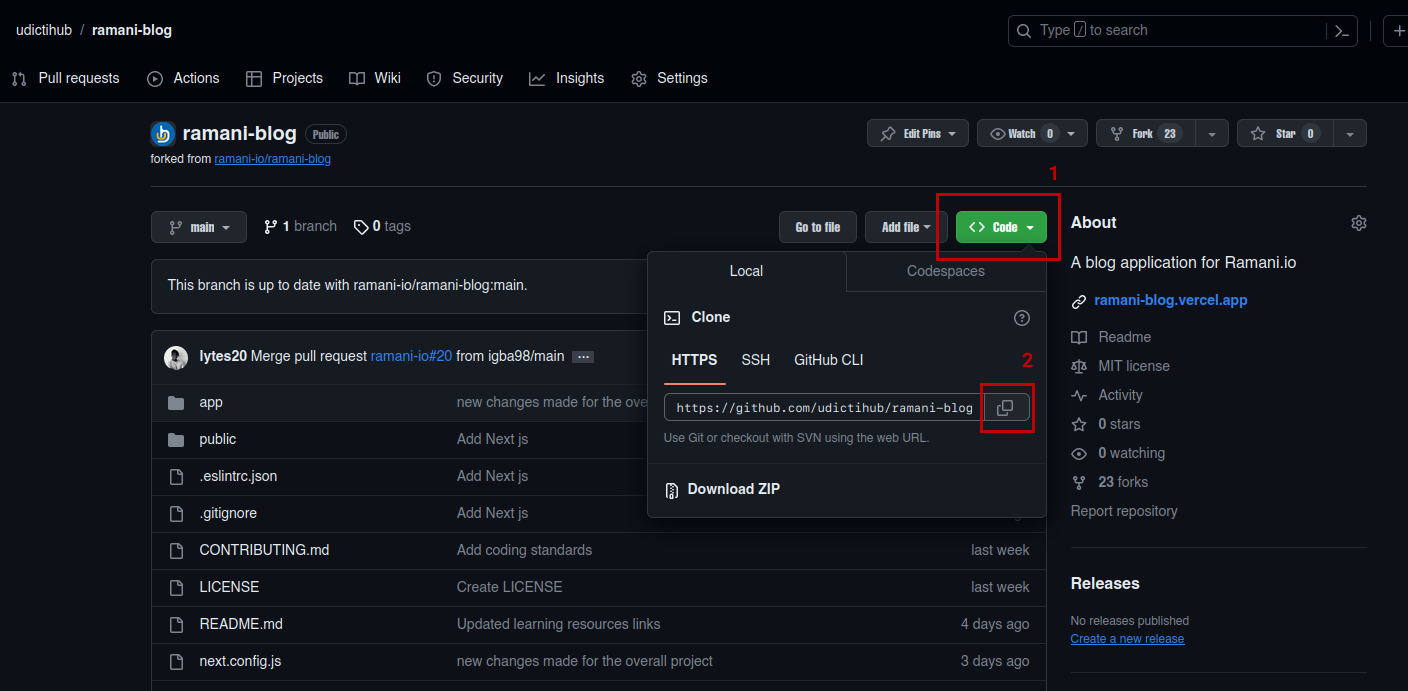 udictihub / ramani-blog
Type / to search
Pull requests Actions Projects Wiki Security Insights Settings
ramani-blog Public
Edit Pins Watch 0 Fork 23 Star 0
forked from ramani-io/ramani-blog
1
main 1 branch 0 tags
Go to file Add file <> Code
This branch is up to date with ramani-io/ramani-blog:main.
lytes20 Merge pull request ramani-io#20 from igba98/main ...
app new changes made for the ove
public Add Next js
.eslintrc.json Add Next js
.gitignore Add Next js
CONTRIBUTING.md Add coding standards last week
LICENSE Create LICENSE last week
README.md Updated learning resources links 4 days ago
next.config.js new changes made for the overall project 3 days ago
Local Codespaces
Clone
HTTPS SSH GitHub CLI
2
https://github.com/udictihub/ramani-blog
Use Git or checkout with SVN using the web URL.
Download ZIP
About
A blog application for Ramani.io
ramani-blog.vercel.app
Readme
MIT license
Activity
0 stars
0 watching
23 forks
Report repository
Releases
No releases published
Create a new release